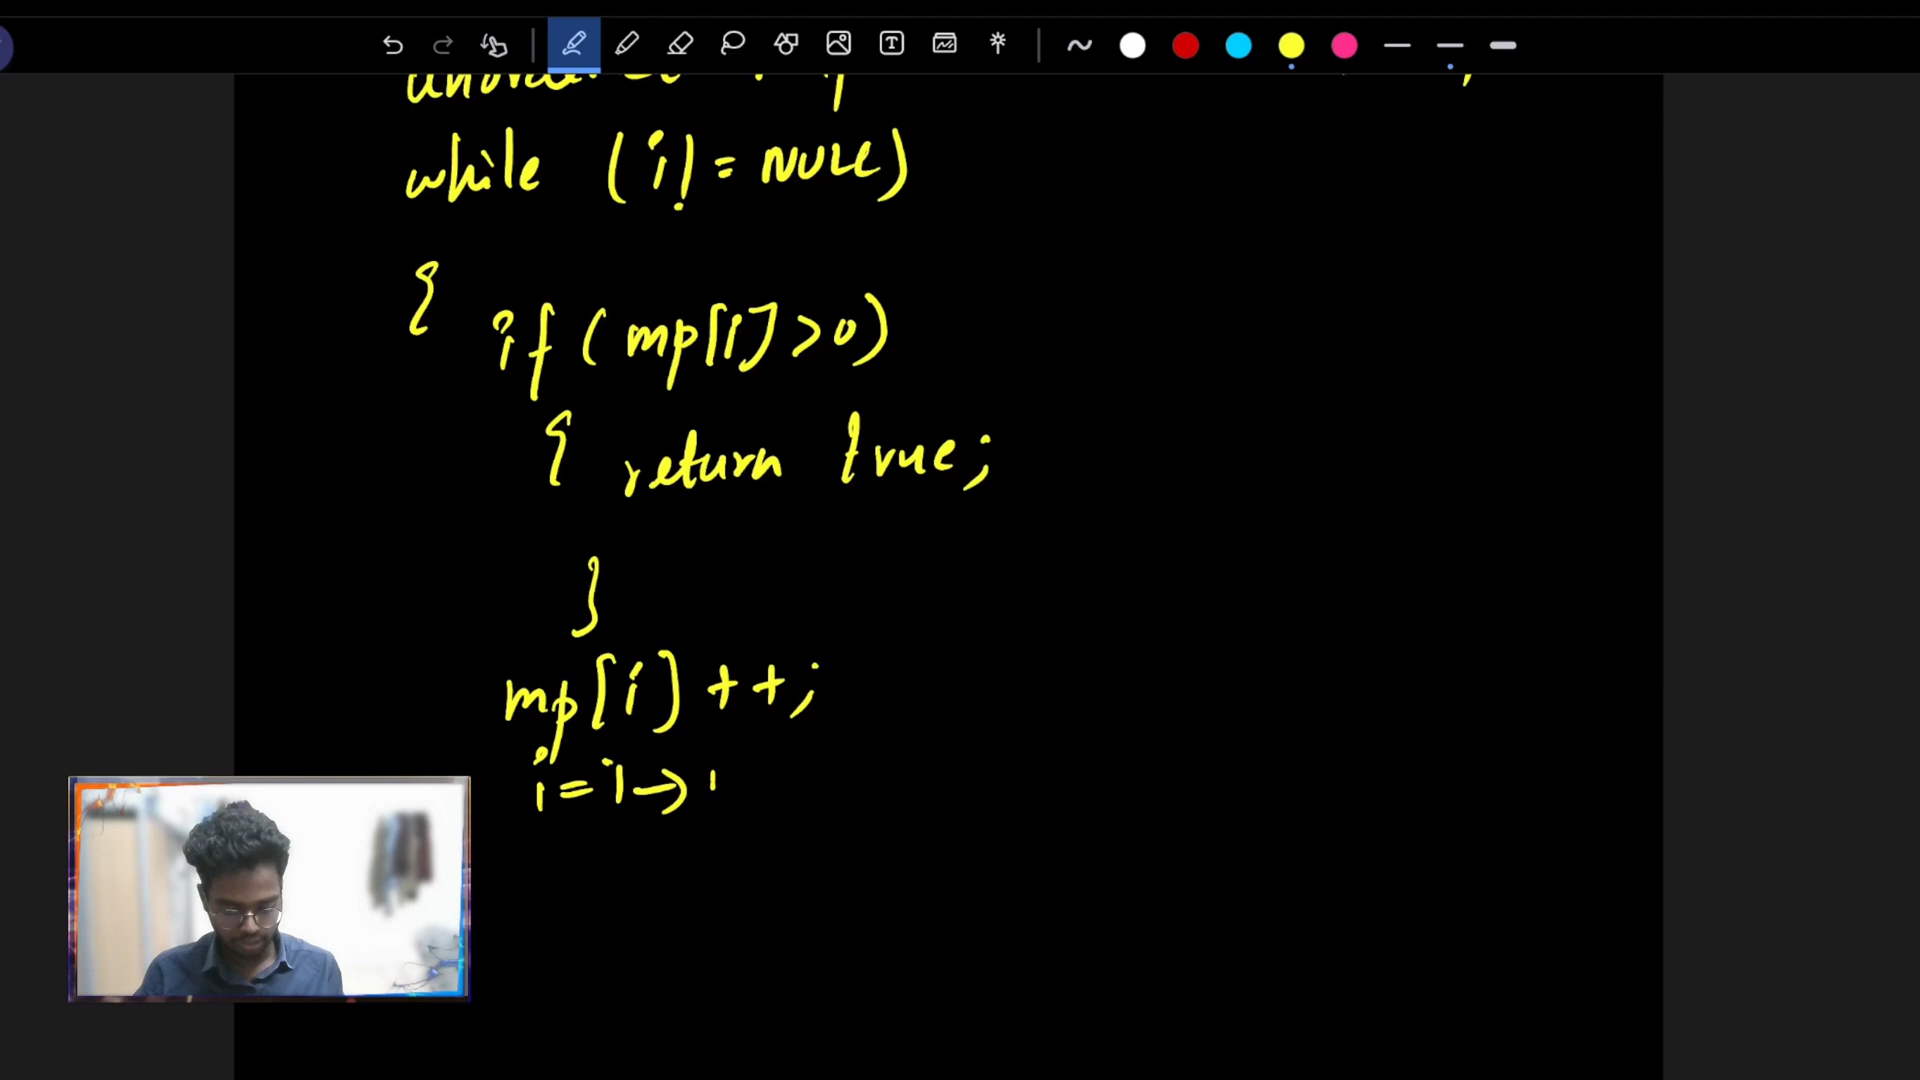 while (i != NULL)
{
if (mp[i] > 0)
{ return true;
}
mp[i]++;
i = i →